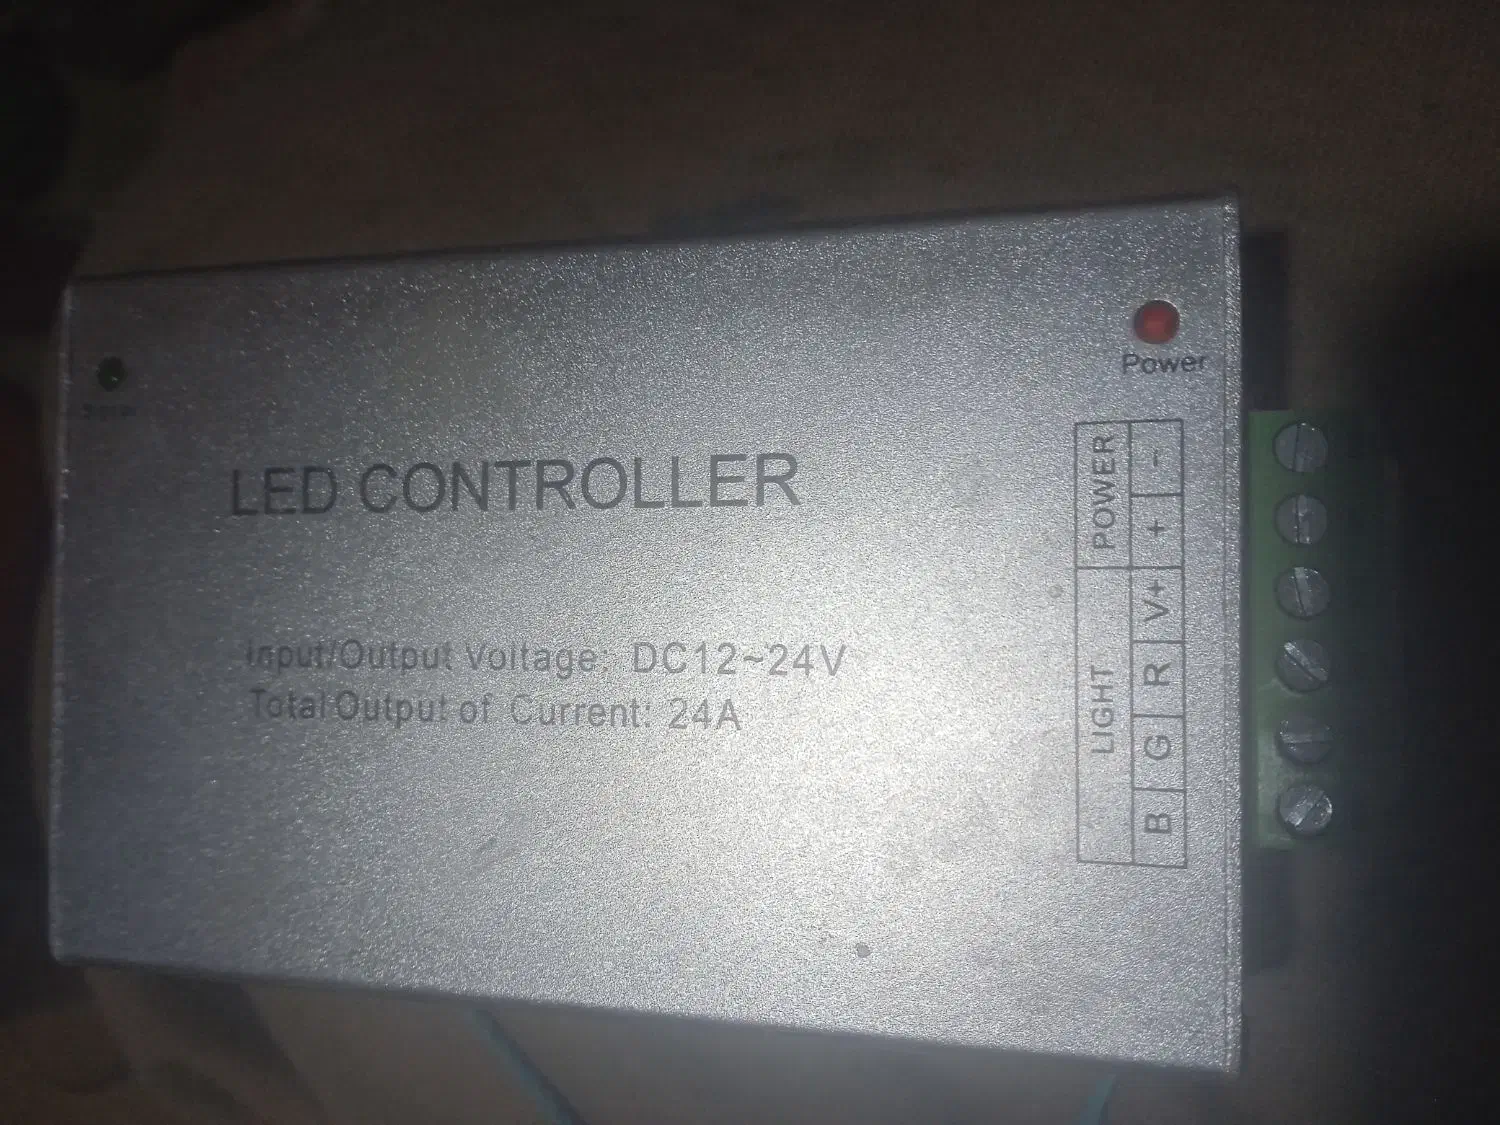 Power
LED CONTROLLER
Input/Output Voltage: DC12~24V
Total Output of Current: 24A
POWER
- +
LIGHT
V+ R G B